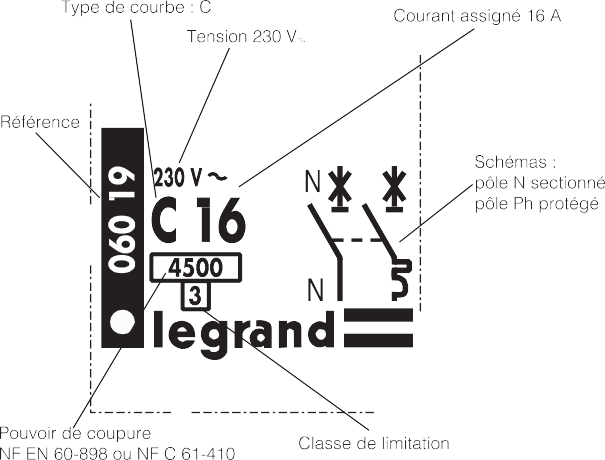 Type de courbe : C
Courant assigné 16 A
Tension 230 V~
Référence
Schémas :
pôle N sectionné
pôle Ph protégé
060 19
230 V ~
C 16
4500
3
N
N
legrand
Pouvoir de coupure
NF EN 60-898 ou NF C 61-410
Classe de limitation